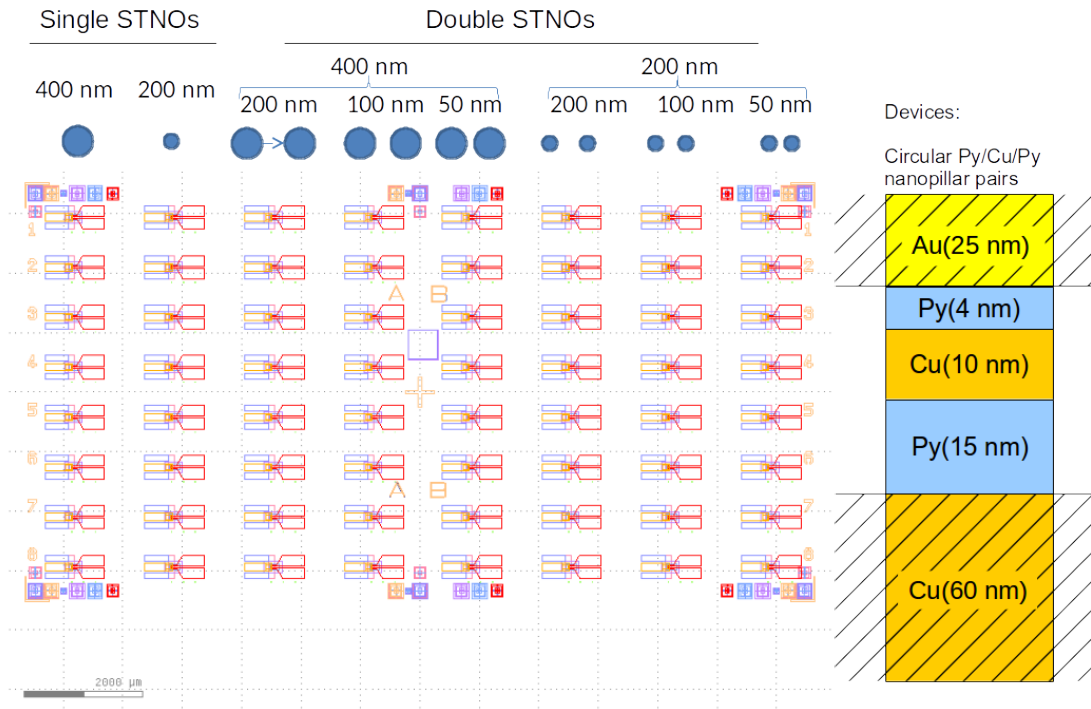 Single STNOs
Double STNOs
400 nm
200 nm
400 nm
200 nm
200 nm
100 nm
50 nm
200 nm
100 nm
50 nm
Devices:
Circular Py/Cu/Py
nanopillar pairs
Au(25 nm)
Py(4 nm)
Cu(10 nm)
Py(15 nm)
Cu(60 nm)
1
1
2
2
A B
3
3
4
4
5
5
6
6
A B
7
7
8
8
2000 µm